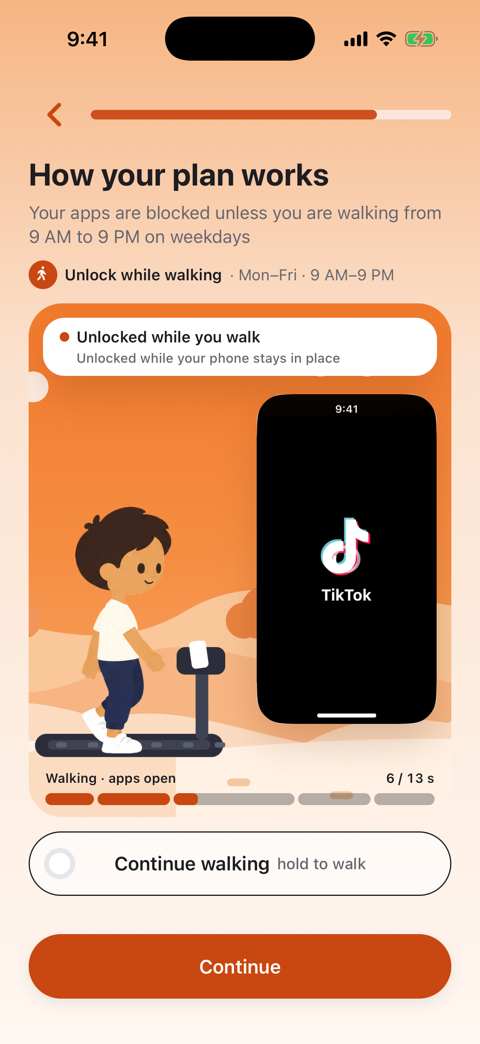 9:41
How your plan works
Your apps are blocked unless you are walking from
9 AM to 9 PM on weekdays
Unlock while walking · Mon–Fri · 9 AM–9 PM
Unlocked while you walk
Unlocked while your phone stays in place
9:41
TikTok
Walking · apps open 6 / 13 s
Continue walking hold to walk
Continue